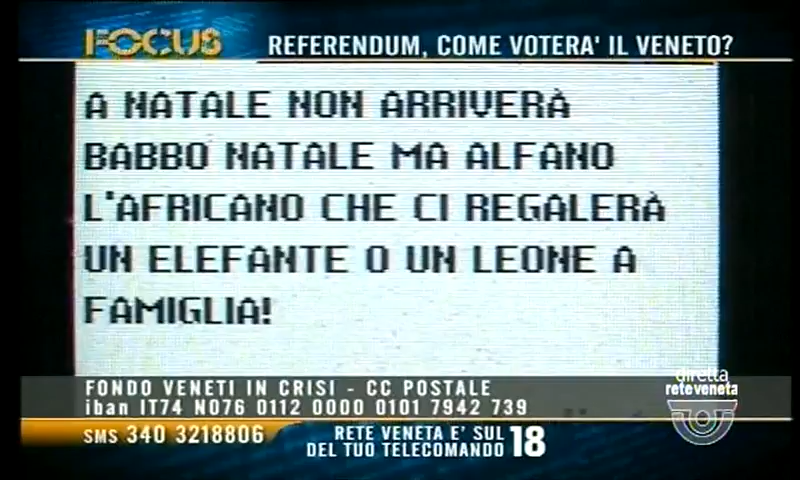 FOCUS
REFERENDUM, COME VOTERA' IL VENETO?
A NATALE NON ARRIVERÀ
BABBO NATALE MA ALFANO
L'AFRICANO CHE CI REGALERÀ
UN ELEFANTE O UN LEONE A
FAMIGLIA!
diretta
reteveneta
FONDO VENETI IN CRISI - CC POSTALE
iban IT74 N076 0112 0000 0101 7942 739
SMS 340 3218806
RETE VENETA E' SUL
DEL TUO TELECOMANDO 18